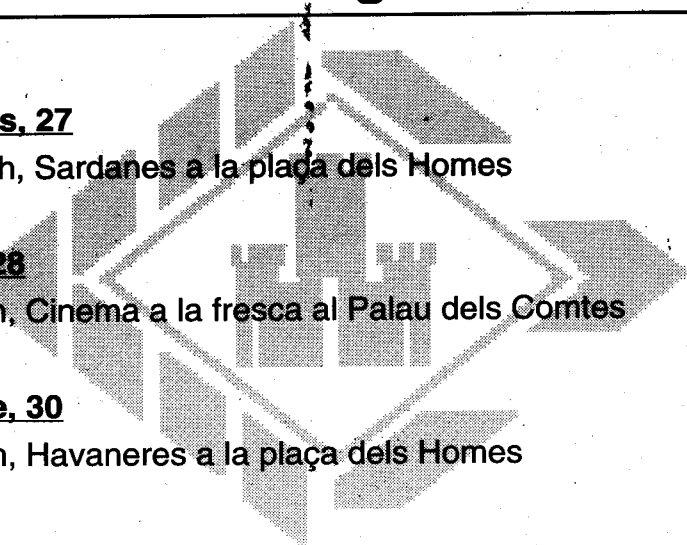 s, 27
h, Sardanes a la plaça dels Homes
28
h, Cinema a la fresca al Palau dels Comtes
e, 30
h, Havaneres a la plaça dels Homes